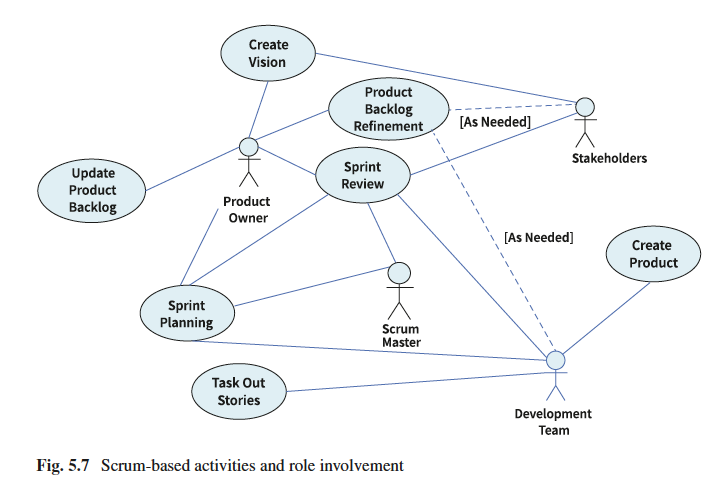 Create
Vision
Product
Backlog
Refinement
[As Needed]
Stakeholders
Update
Product
Backlog
Sprint
Review
Product
Owner
[As Needed]
Create
Product
Sprint
Planning
Scrum
Master
Task Out
Stories
Development
Team
Fig. 5.7 Scrum-based activities and role involvement